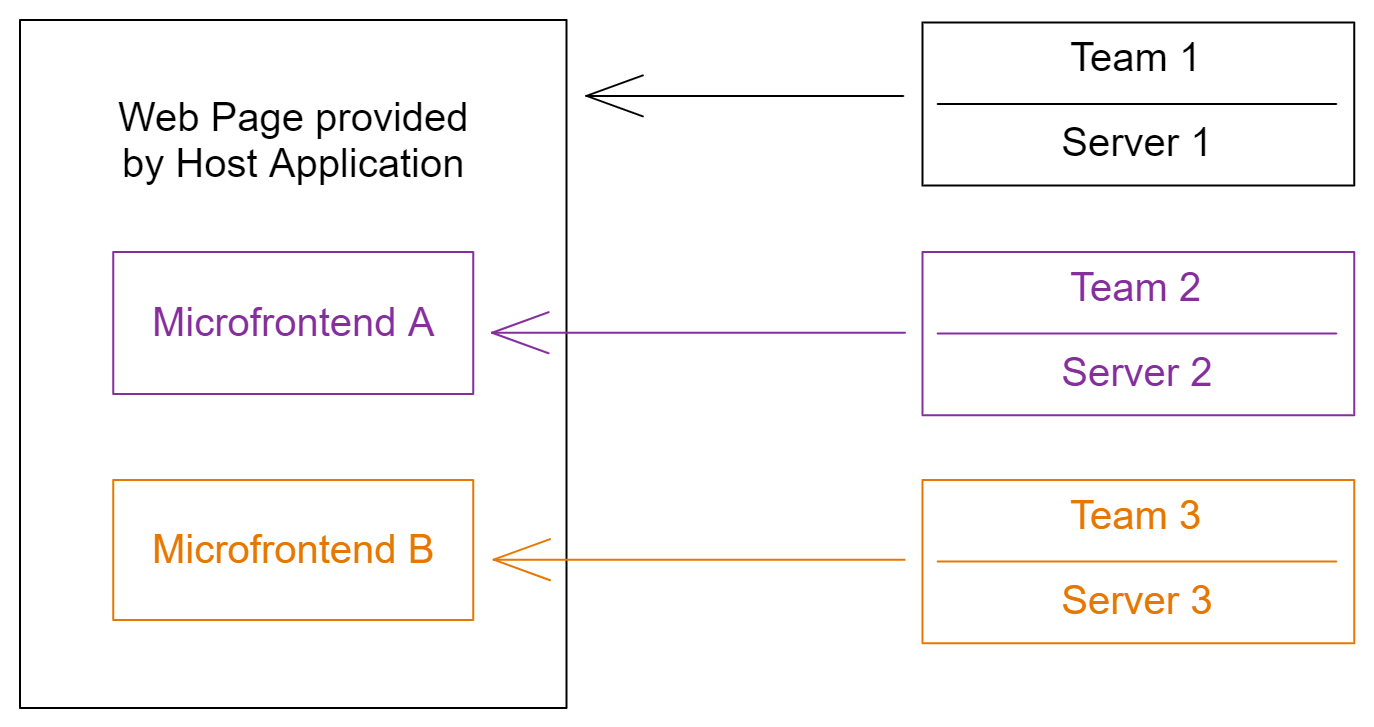 Web Page provided
by Host Application
Microfrontend A
Microfrontend B
Team 1
Server 1
Team 2
Server 2
Team 3
Server 3